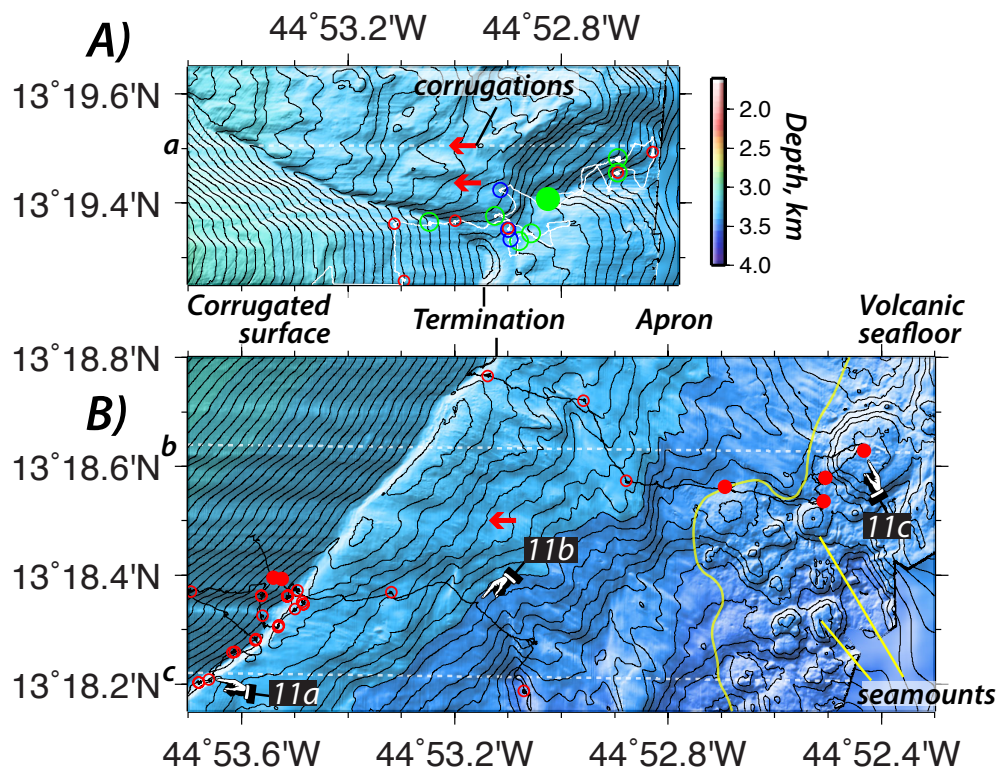 A)
44°53.2'W 44°52.8'W
13°19.6'N
corrugations
a
13°19.4'N
2.0
2.5
3.0
3.5
4.0
Depth, km
Corrugated
surface
Termination
Apron
Volcanic
seafloor
B)
13°18.8'N
b
13°18.6'N
13°18.4'N
c
13°18.2'N
11b
11c
11a
seamounts
44°53.6'W 44°53.2'W 44°52.8'W 44°52.4'W